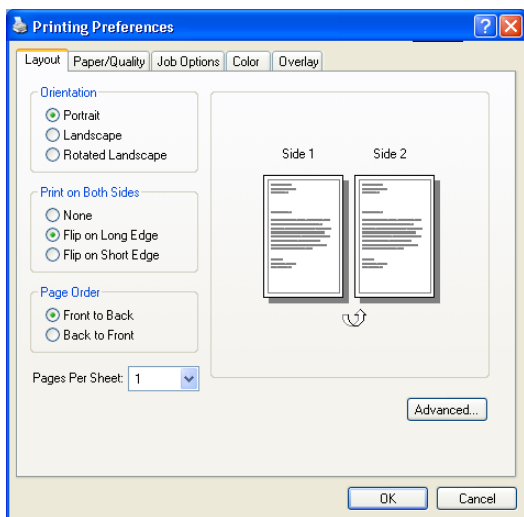 Printing Preferences
Layout Paper/Quality Job Options Color Overlay
Orientation
Portrait
Landscape
Rotated Landscape
Print on Both Sides
None
Flip on Long Edge
Flip on Short Edge
Page Order
Front to Back
Back to Front
Pages Per Sheet: 1
Side 1 Side 2
Advanced...
OK Cancel